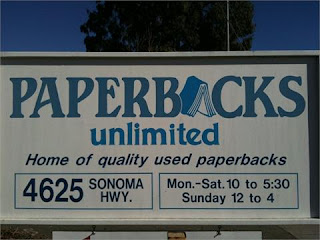 PAPERBACKS
unlimited
Home of quality used paperbacks
4625 SONOMA HWY.
Mon.-Sat. 10 to 5:30
Sunday 12 to 4